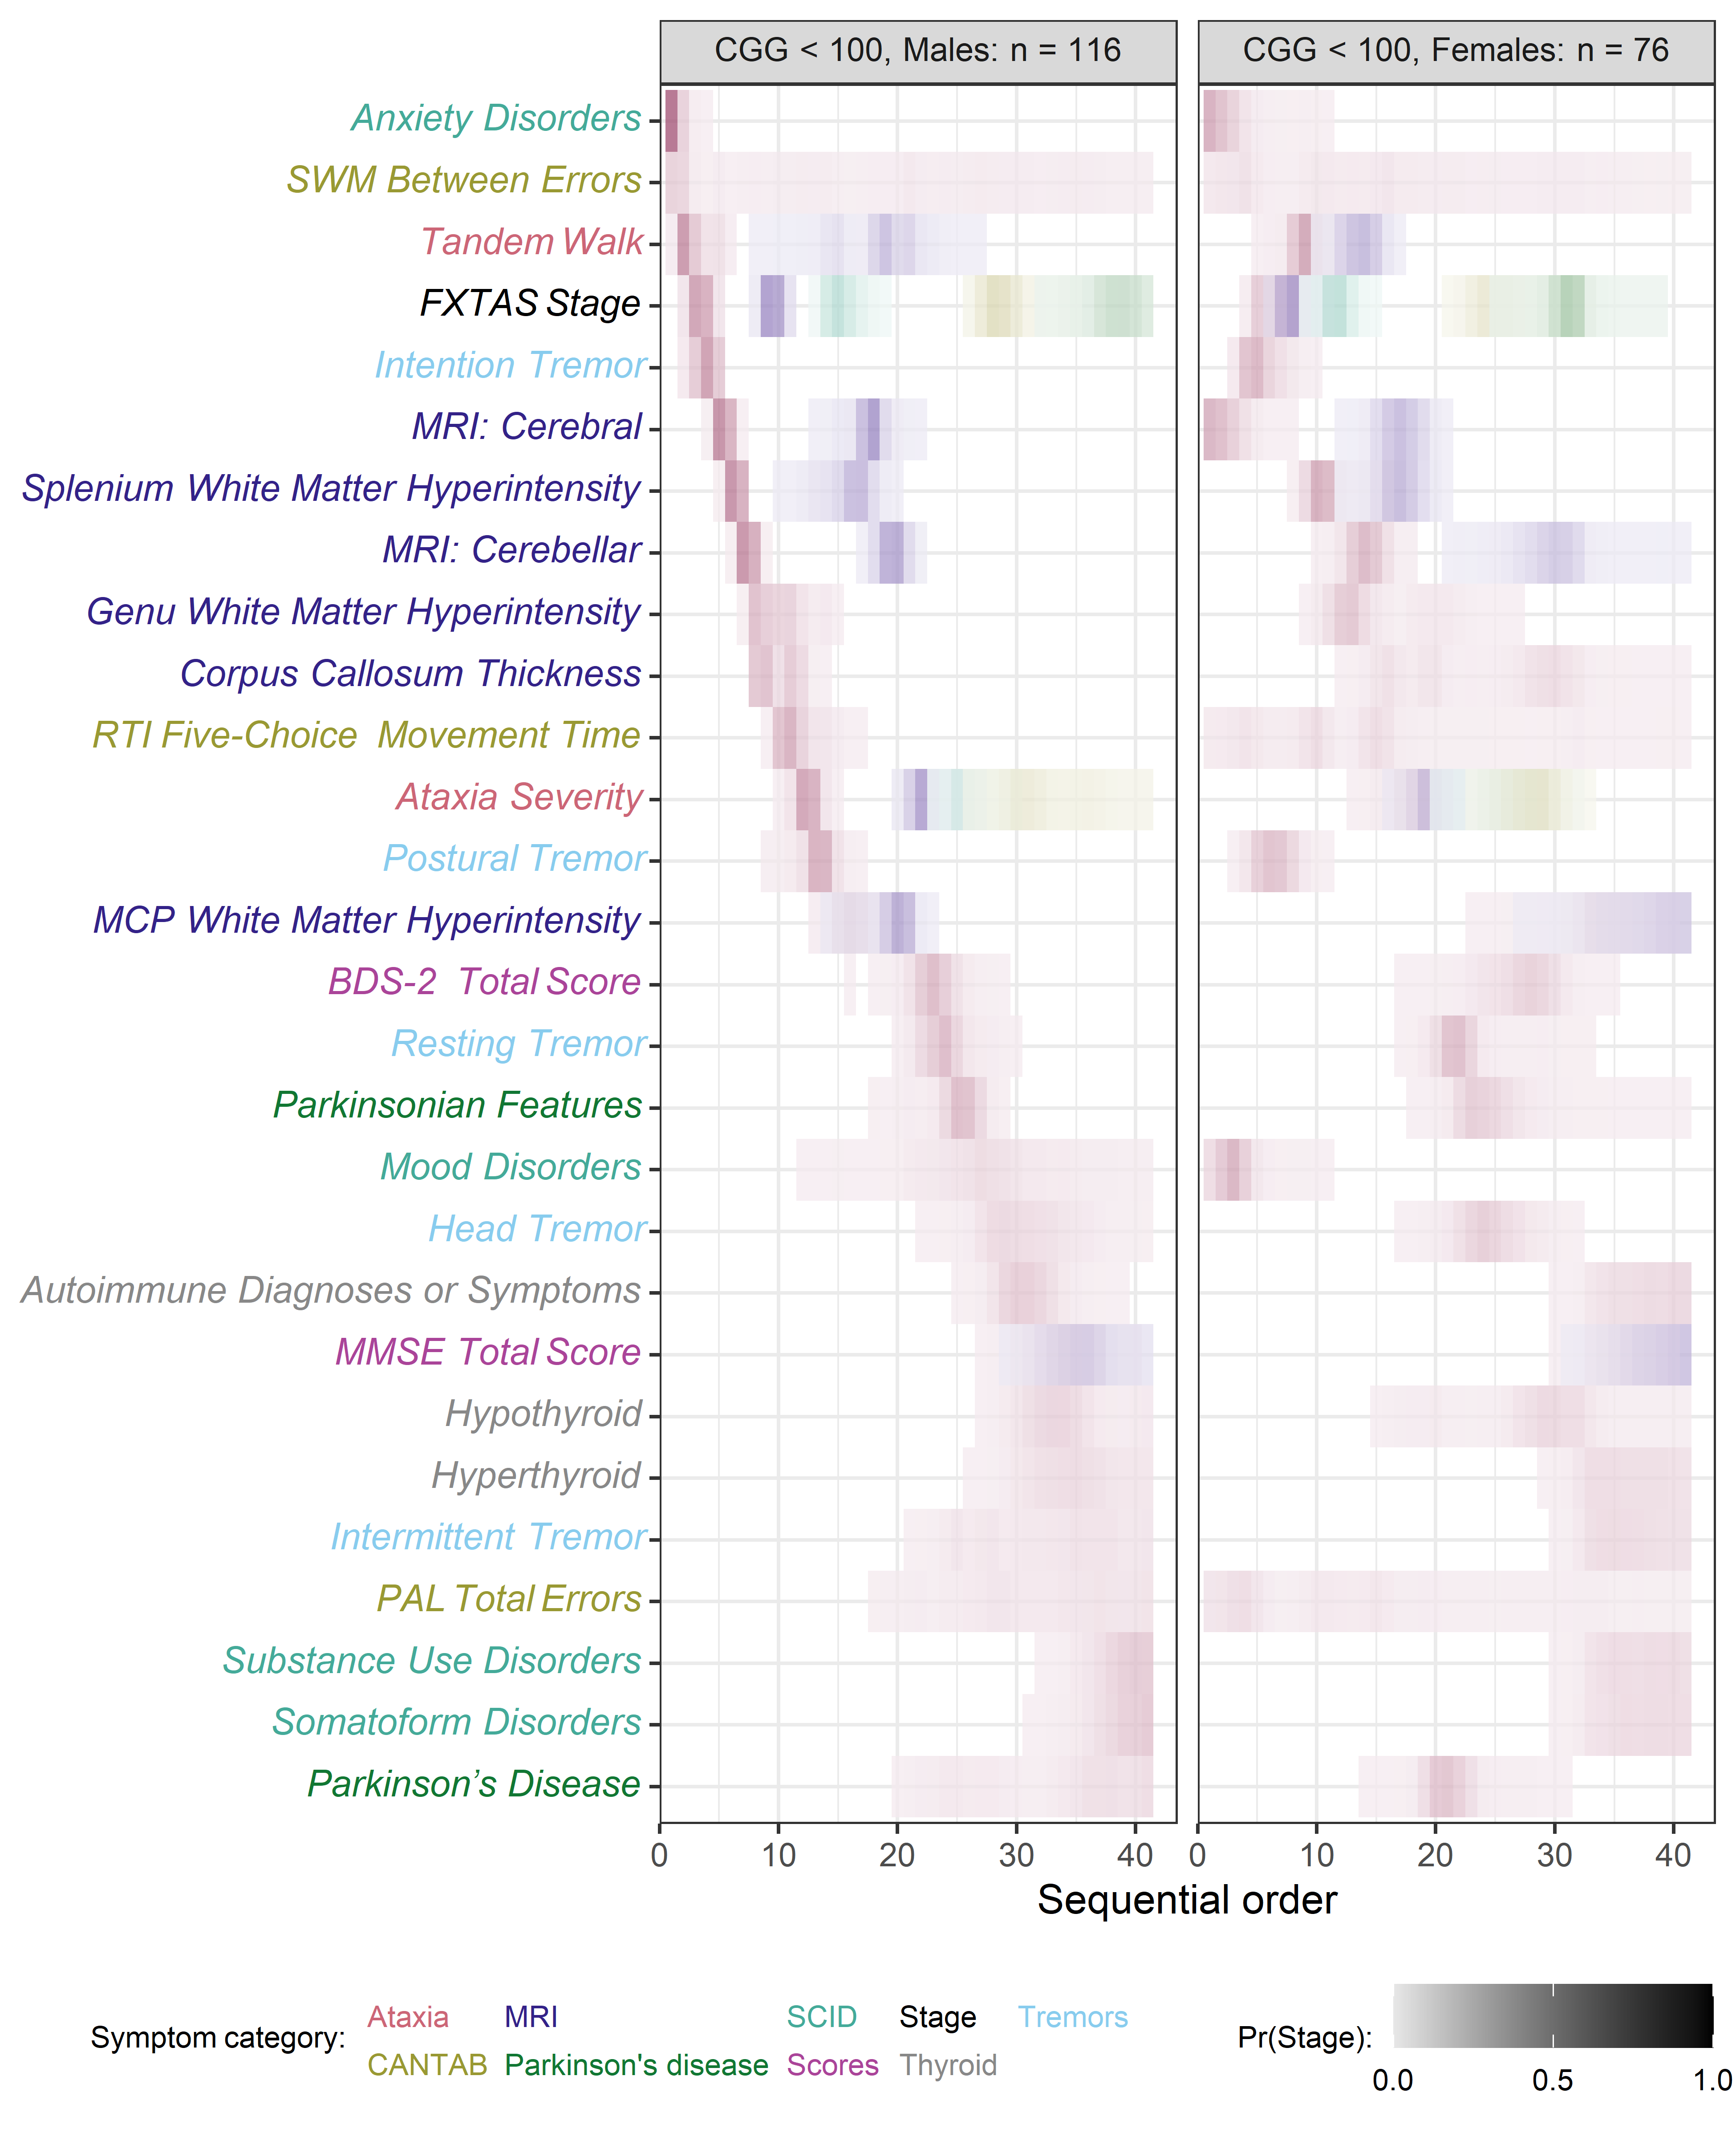 CGG < 100, Males: n = 116
CGG < 100, Females: n = 76
Anxiety Disorders
SWM Between Errors
Tandem Walk
FXTAS Stage
Intention Tremor
MRI: Cerebral
Splenium White Matter Hyperintensity
MRI: Cerebellar
Genu White Matter Hyperintensity
Corpus Callosum Thickness
RTI Five-Choice Movement Time
Ataxia Severity
Postural Tremor
MCP White Matter Hyperintensity
BDS-2 Total Score
Resting Tremor
Parkinsonian Features
Mood Disorders
Head Tremor
Autoimmune Diagnoses or Symptoms
MMSE Total Score
Hypothyroid
Hyperthyroid
Intermittent Tremor
PAL Total Errors
Substance Use Disorders
Somatoform Disorders
Parkinson’s Disease
0 10 20 30 40
0 10 20 30 40
Sequential order
Symptom category:
Ataxia MRI SCID Stage Tremors
CANTAB Parkinson's disease Scores Thyroid
Pr(Stage):
0.0 0.5 1.0